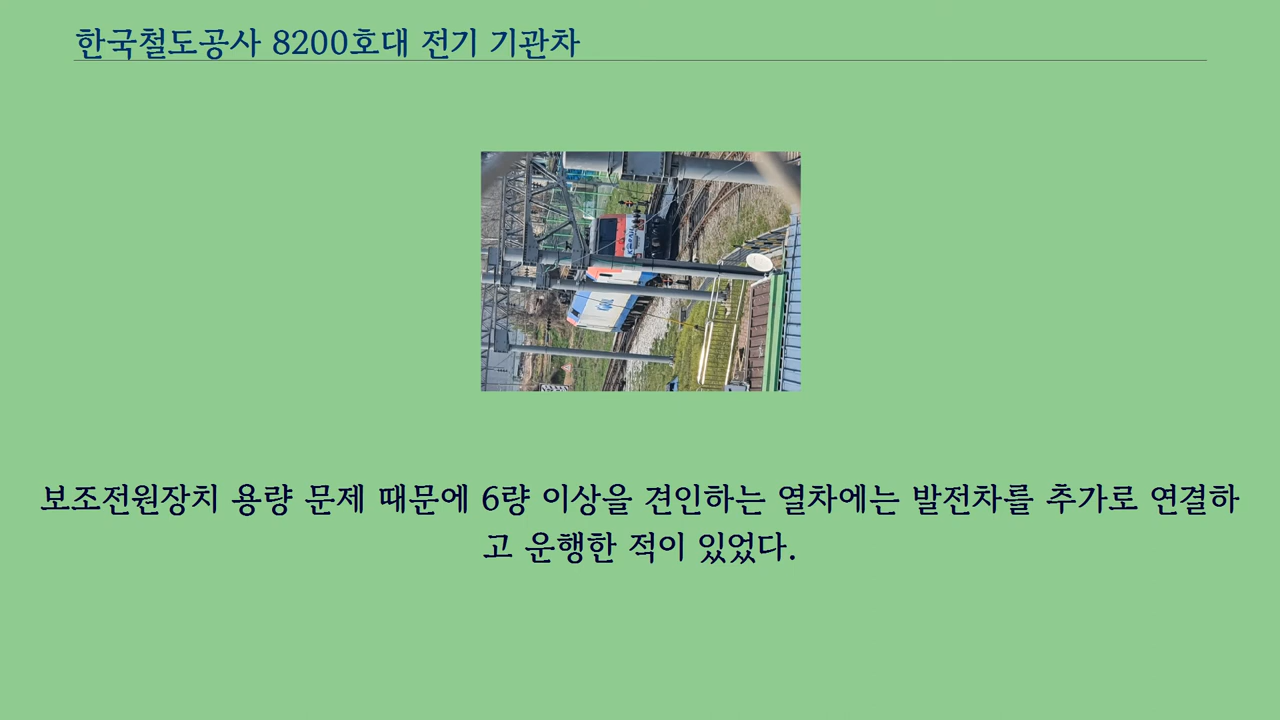 한국철도공사 8200호대 전기 기관차
보조전원장치 용량 문제 때문에 6량 이상을 견인하는 열차에는 발전차를 추가로 연결하
고 운행한 적이 있었다.